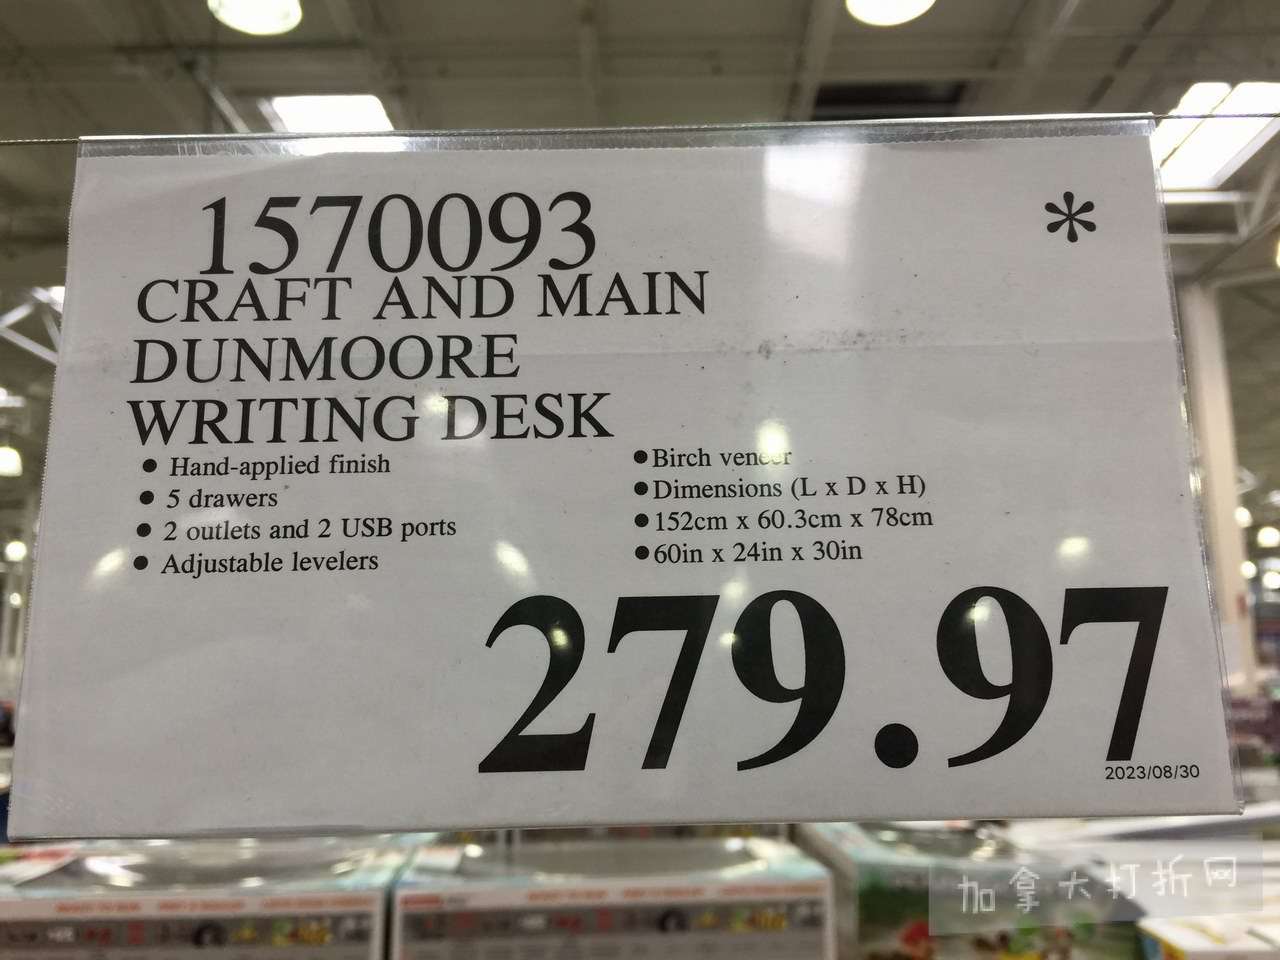 1570093
*
CRAFT AND MAIN
DUNMOORE
WRITING DESK
● Hand-applied finish
● 5 drawers
● 2 outlets and 2 USB ports
● Adjustable levelers
● Birch veneer
● Dimensions (L x D x H)
● 152cm x 60.3cm x 78cm
● 60in x 24in x 30in
279.97
2023/08/30
加拿大打折网